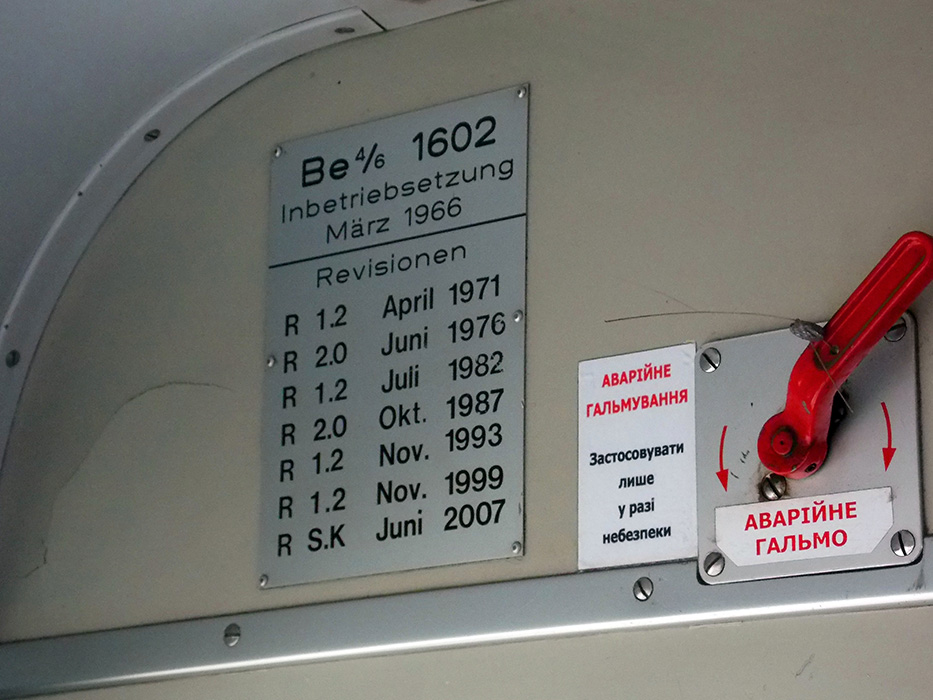 Be 4/6 1602
Inbetriebsetzung
März 1966
Revisionen
R 1.2 April 1971
R 2.0 Juni 1976
R 1.2 Juli 1982
R 2.0 Okt. 1987
R 1.2 Nov. 1993
R 1.2 Nov. 1999
R S.K Juni 2007
АВАРІЙНЕ
ГАЛЬМУВАННЯ
Застосовувати
лише
у разі
небезпеки
АВАРІЙНЕ
ГАЛЬМО